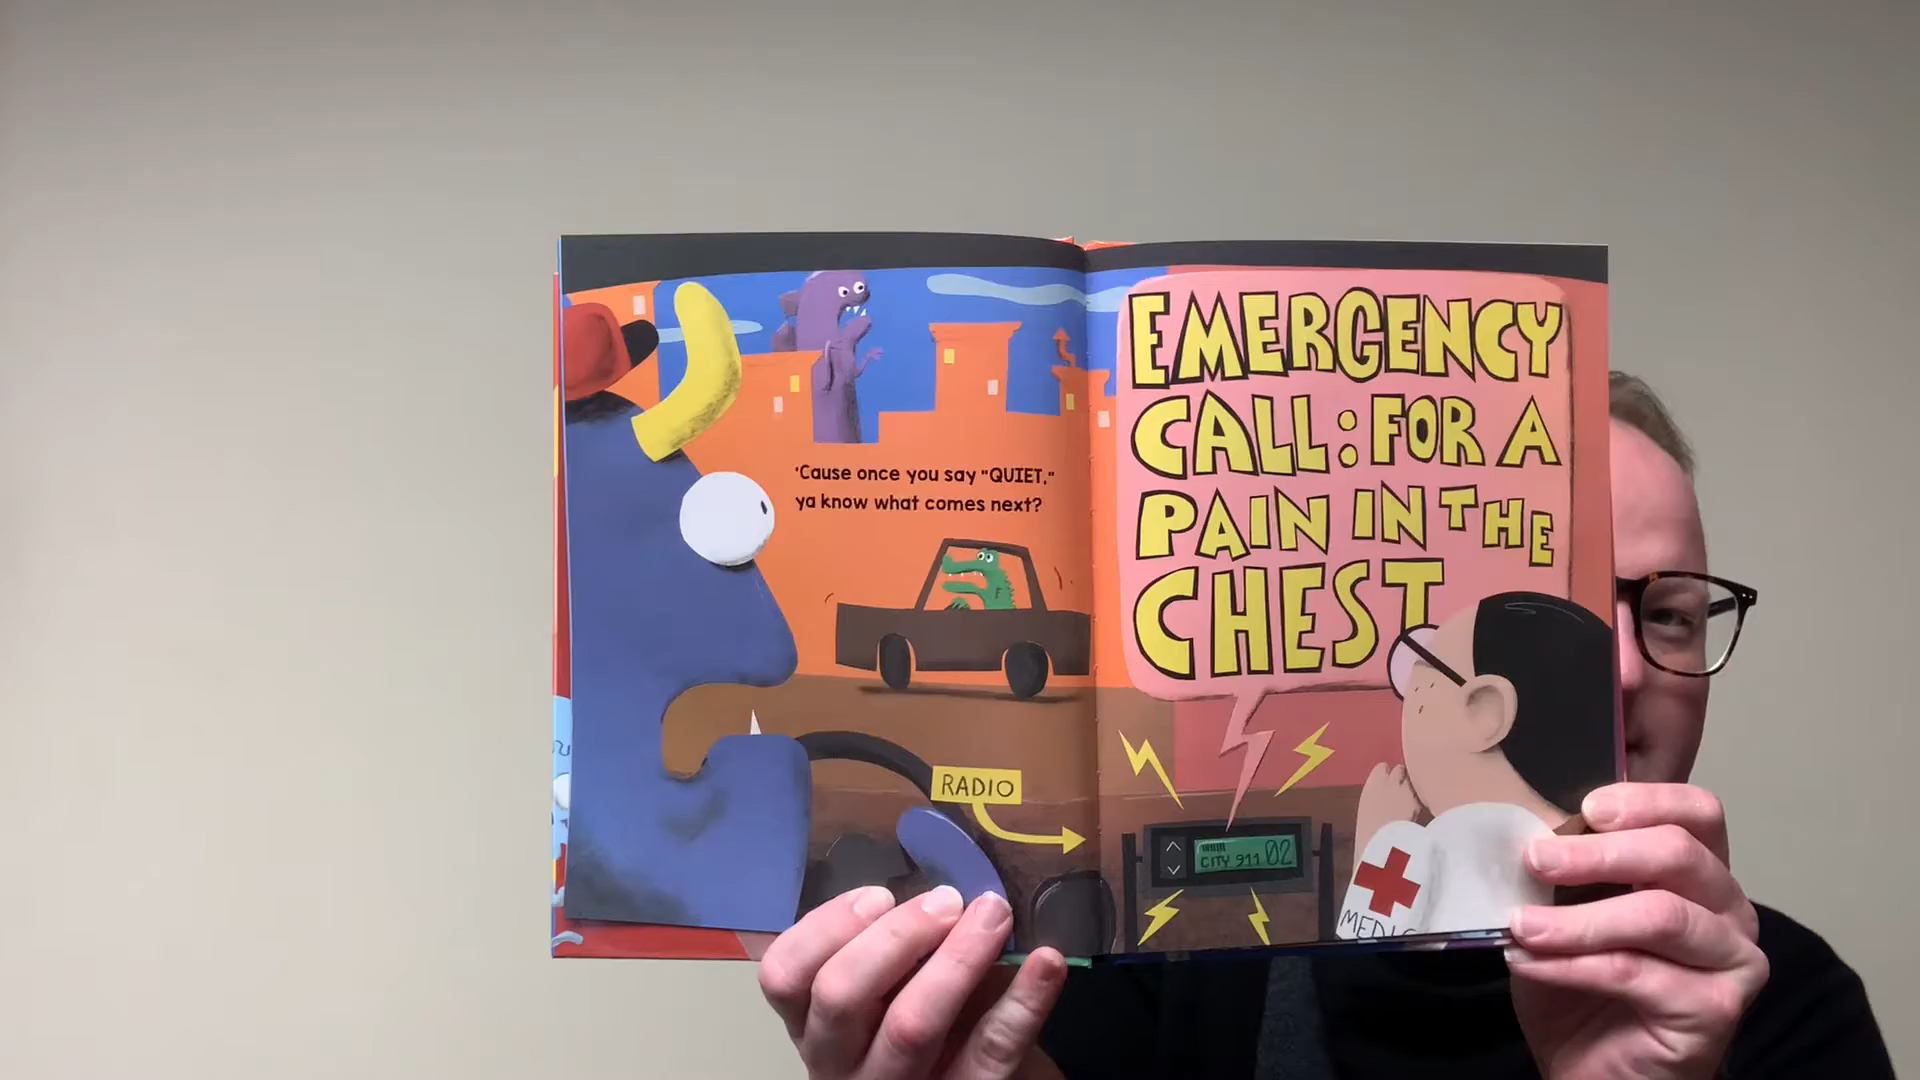 'Cause once you say "QUIET,"
ya know what comes next?
RADIO
EMERGENCY
CALL: FOR A
PAIN IN THE
CHEST
CITY 911 02
MEDIC